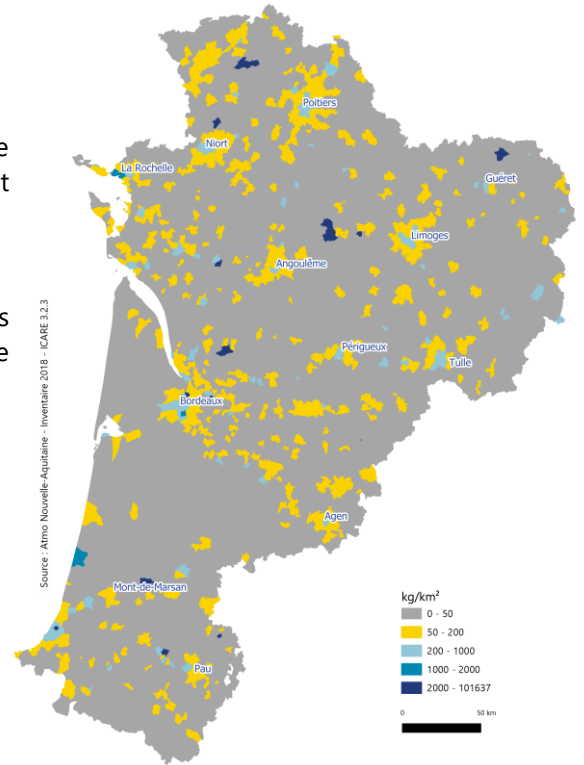 e
t
s
e
Source : Atmo Nouvelle-Aquitaine - Inventaire 2018 - ICARE 3.2.3
Poitiers
Niort
La Rochelle
Guéret
Limoges
Angoulême
Périgueux
Tulle
Bordeaux
Agen
Mont-de-Marsan
Pau
kg/km²
0 - 50
50 - 200
200 - 1000
1000 - 2000
2000 - 101637
0 50 km